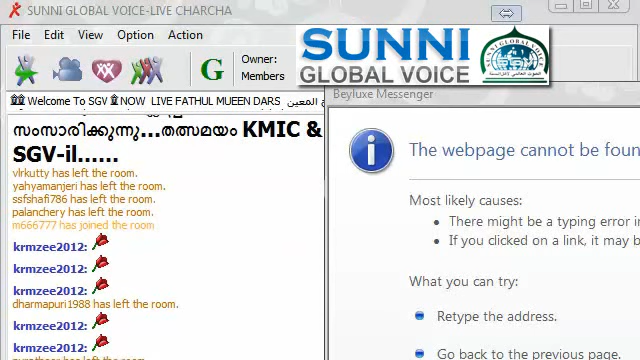 SUNNI GLOBAL VOICE-LIVE CHARCHA
File Edit View Option Action
SUNNI
GLOBAL VOICE
G Owner:
Members
Beyluxe Messenger
Welcome To SGV NOW LIVE FATHUL MUEEN DARS
സംസാരിക്കുന്നു...തത്സമയം KMIC &
SGV-il......
vlrkutty has left the room.
yahyamanjeri has left the room.
ssfshafi786 has left the room.
palanchery has left the room.
m666777 has joined the room
krmzee2012:
krmzee2012:
krmzee2012:
dharmapuri1988 has left the room.
krmzee2012:
krmzee2012:
The webpage cannot be foun
Most likely causes:
There might be a typing error in
If you clicked on a link, it may b
What you can try:
Retype the address.
Go back to the previous page.